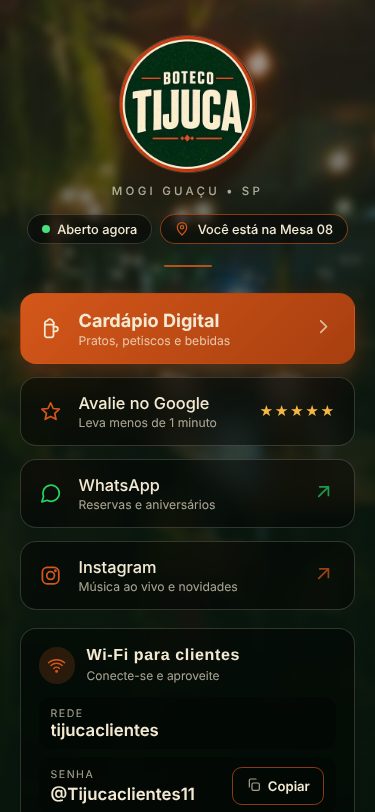 BOTECO
TIJUCA
MOGI GUAÇU • SP
Aberto agora
Você está na Mesa 08
Cardápio Digital
Pratos, petiscos e bebidas
Avalie no Google
Leva menos de 1 minuto
★★★★★
WhatsApp
Reservas e aniversários
Instagram
Música ao vivo e novidades
Wi-Fi para clientes
Conecte-se e aproveite
REDE
tijucaclientes
SENHA
@Tijucaclientes11
Copiar